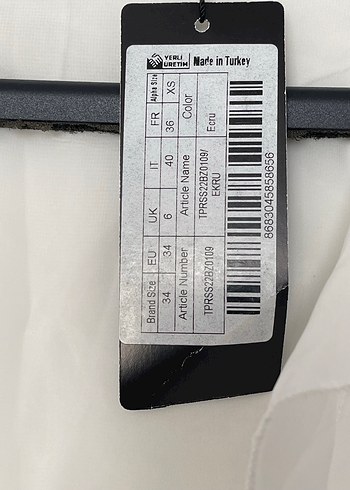 YERLİ
ÜRETİM
Made in Turkey
Brand Size EU UK IT FR Alpha Size
34 34 6 40 36 XS
Article Number Article Name Color
TPRSS22BZ0109 TPRSS22BZ0109/ Ecru
EKRU
8683045858656